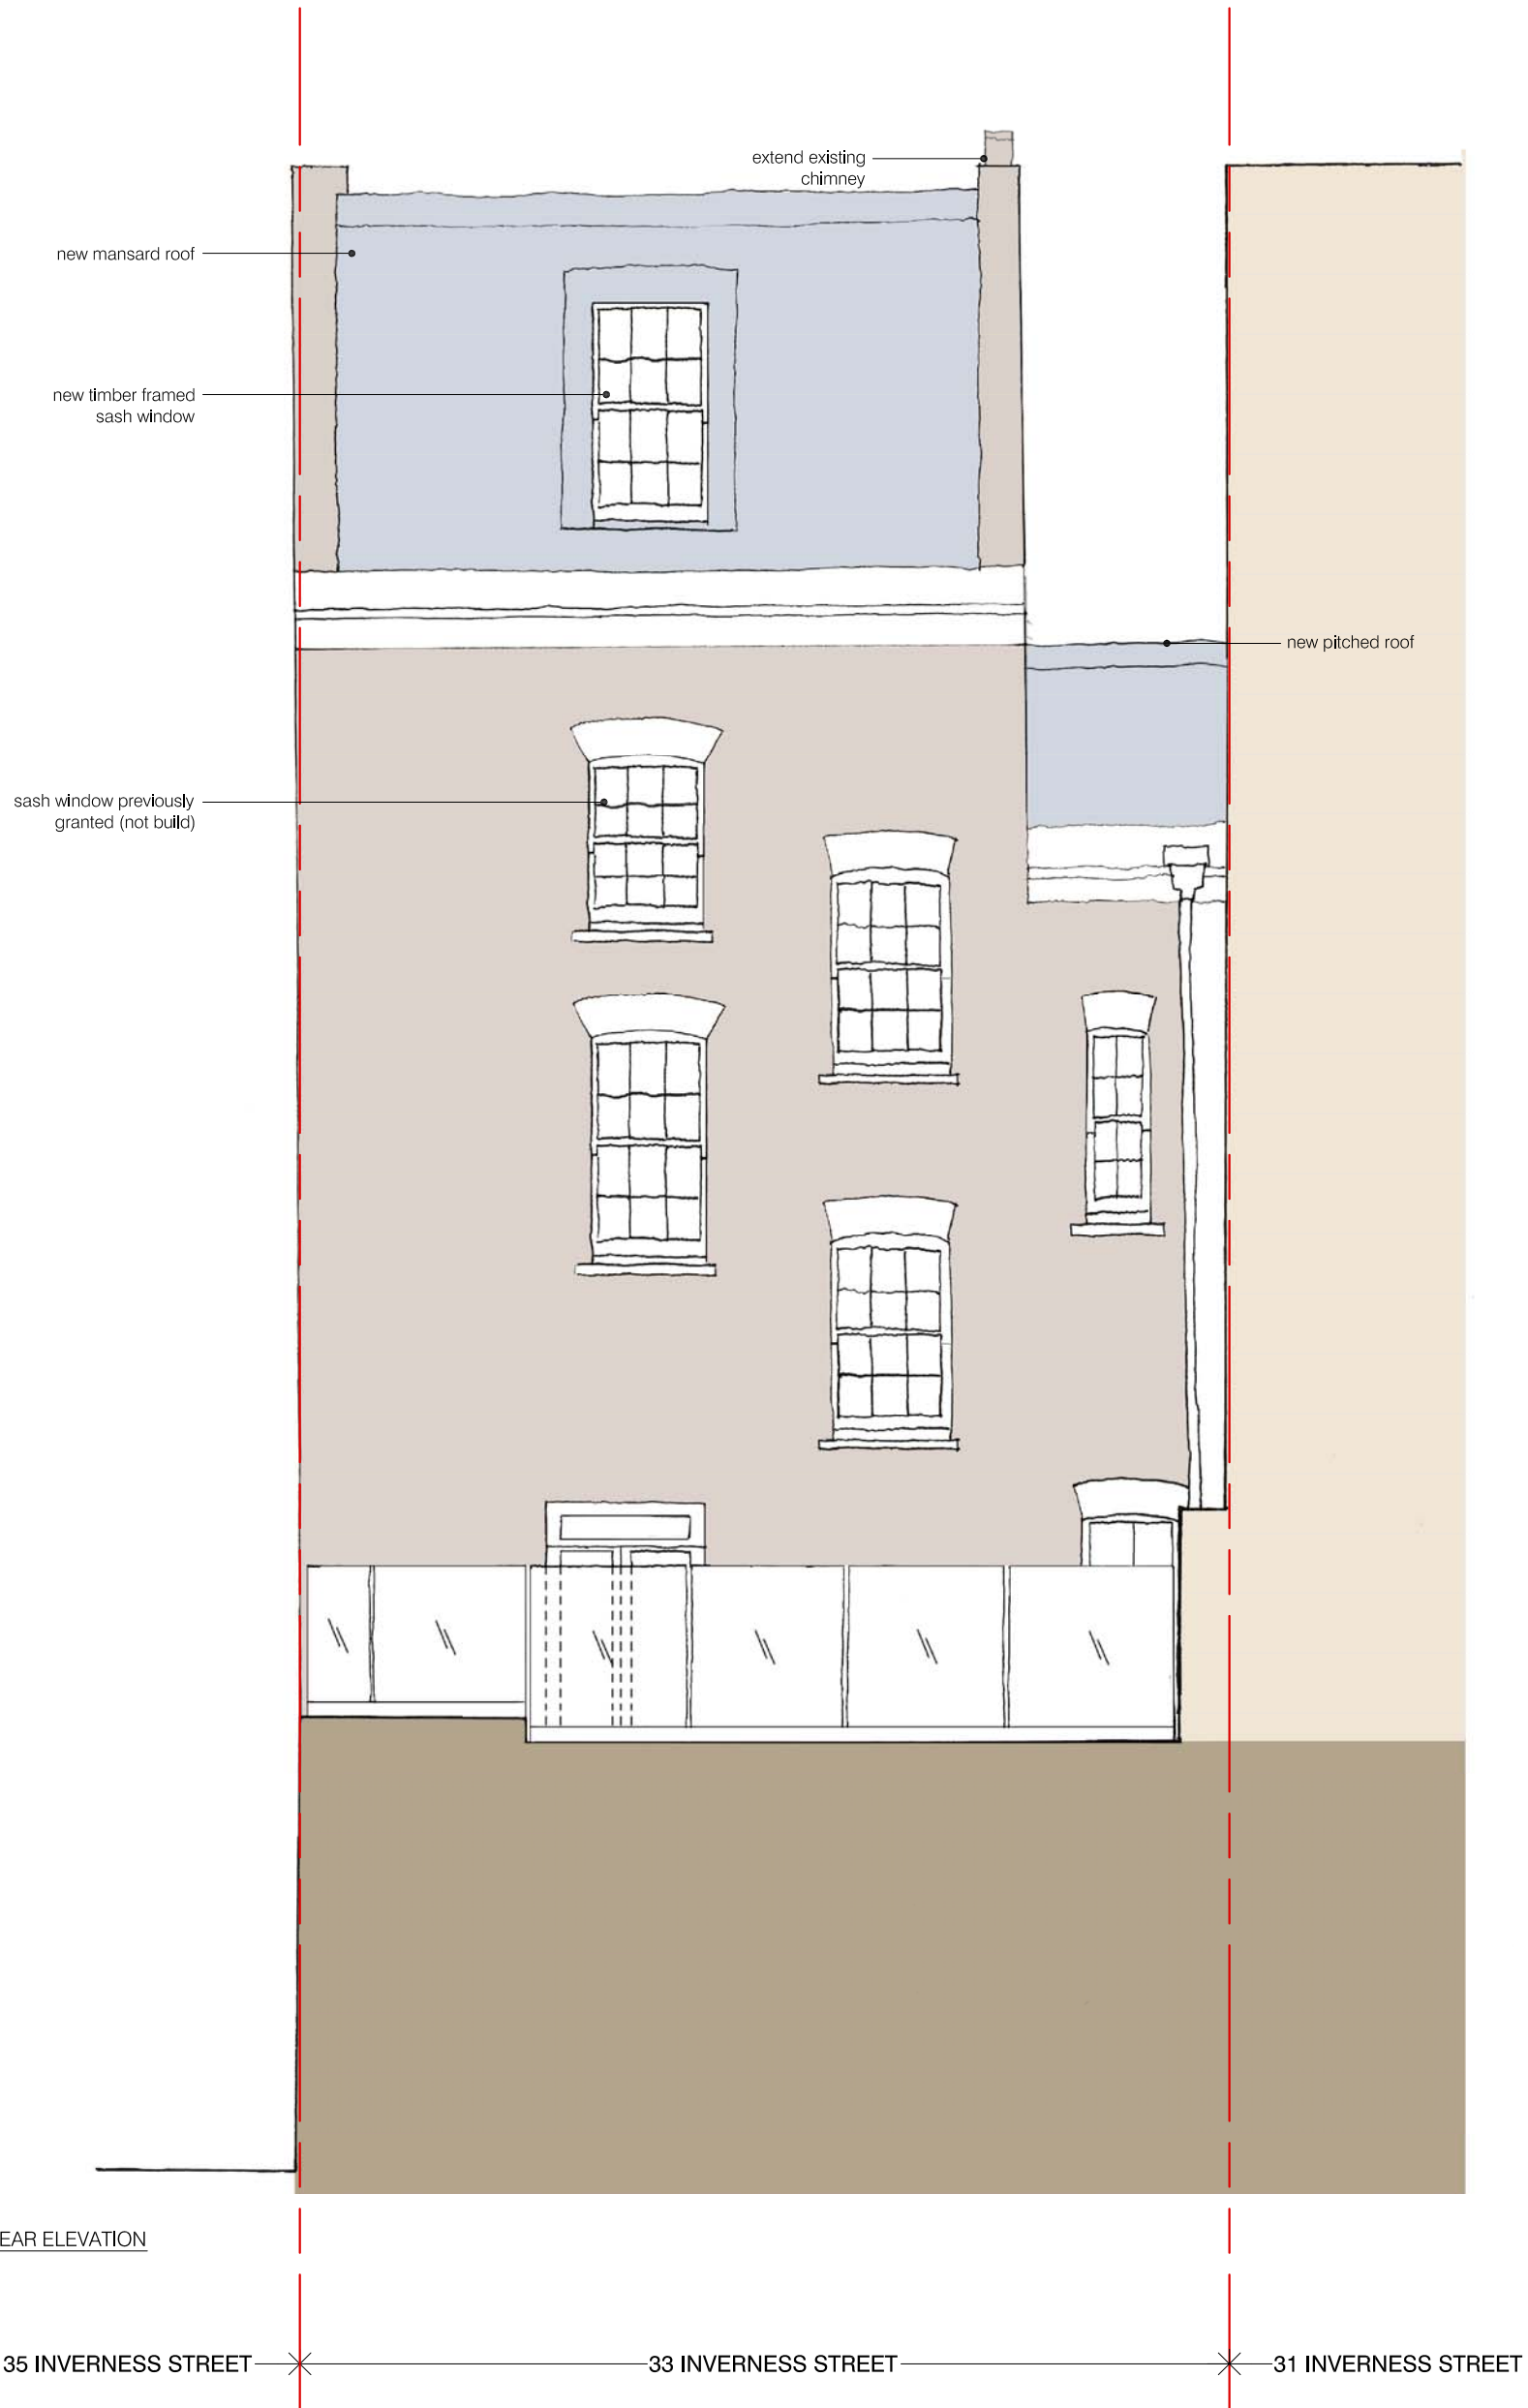 extend existing
chimney
new mansard roof
new timber framed
sash window
new pitched roof
sash window previously
granted (not build)
EAR ELEVATION
35 INVERNESS STREET
33 INVERNESS STREET
31 INVERNESS STREET